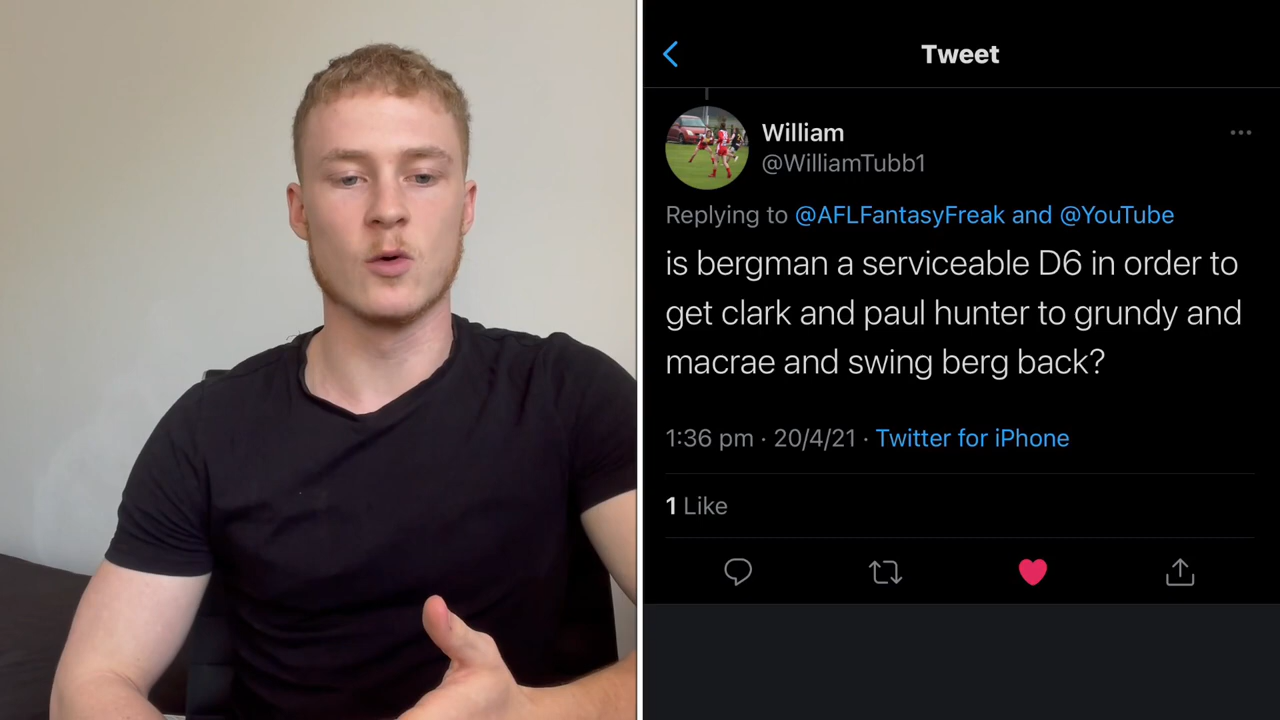 Tweet
William
@WilliamTubb1
Replying to @AFLFantasyFreak and @YouTube
is bergman a serviceable D6 in order to
get clark and paul hunter to grundy and
macrae and swing berg back?
1:36 pm · 20/4/21 · Twitter for iPhone
1 Like